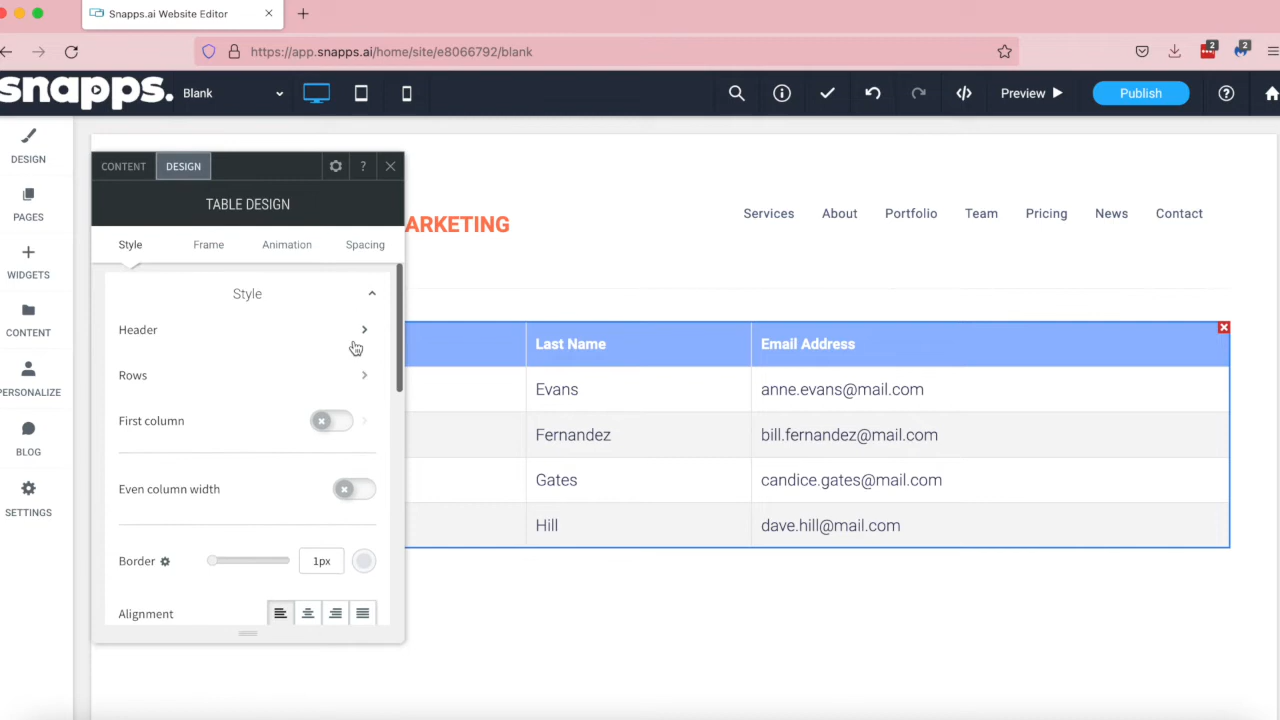 Snapps.ai Website Editor
https://app.snapps.ai/home/site/e8066792/blank
2
2
snapps.
Blank
Preview
Publish
DESIGN
PAGES
WIDGETS
CONTENT
PERSONALIZE
BLOG
SETTINGS
CONTENT
DESIGN
?
TABLE DESIGN
Style
Frame
Animation
Spacing
Style
Header
Rows
First column
Even column width
Border
1px
Alignment
ARKETING
Services
About
Portfolio
Team
Pricing
News
Contact
Last Name
Email Address
Evans
anne.evans@mail.com
Fernandez
bill.fernandez@mail.com
Gates
candice.gates@mail.com
Hill
dave.hill@mail.com